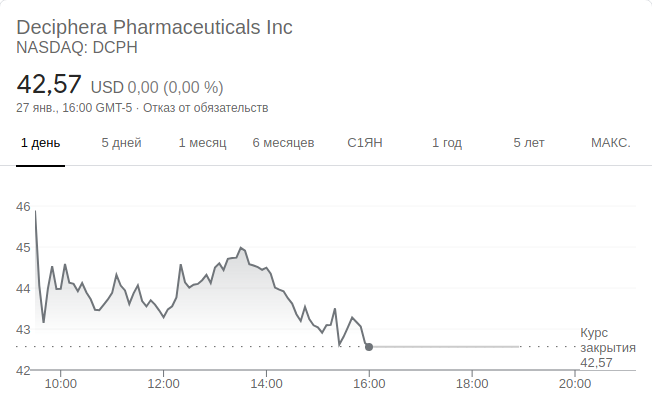 Deciphera Pharmaceuticals Inc
NASDAQ: DCPH
42,57 USD 0,00 (0,00 %)
27 янв., 16:00 GMT-5 · Отказ от обязательств
1 день 5 дней 1 месяц 6 месяцев С1ЯН 1 год 5 лет МАКС.
46
45
44
43
42
Курс
закрытия
42,57
10:00 12:00 14:00 16:00 18:00 20:00